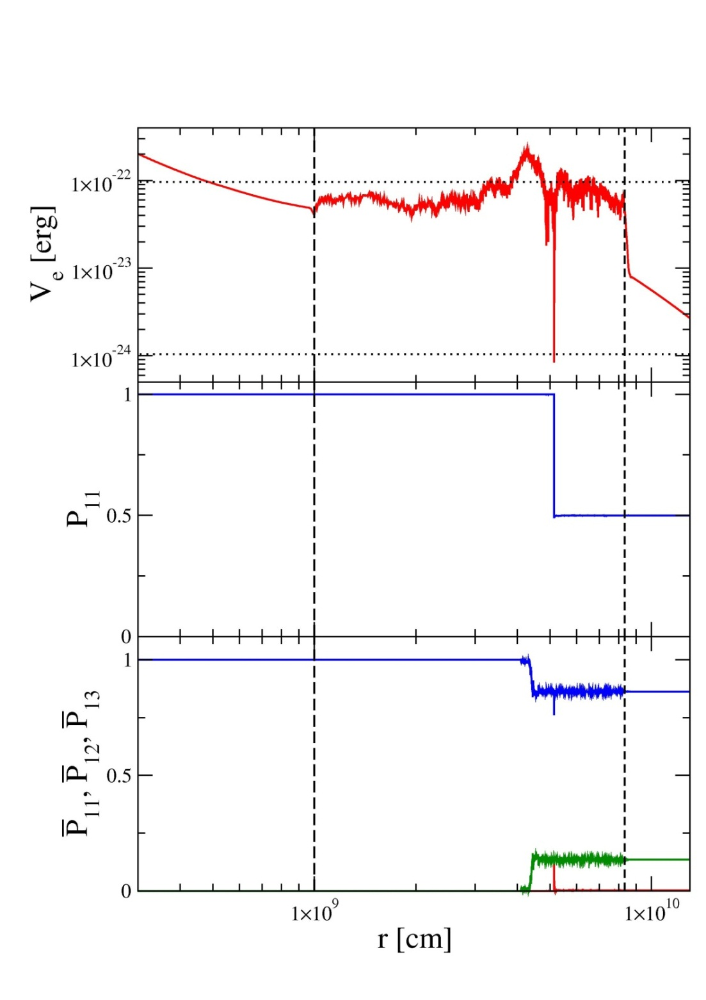 V_e [erg]
1×10^-22
1×10^-23
1×10^-24
P_11
1
0.5
0
P̅_11, P̅_12, P̅_13
1
0.5
0
1×10^9
1×10^10
r [cm]